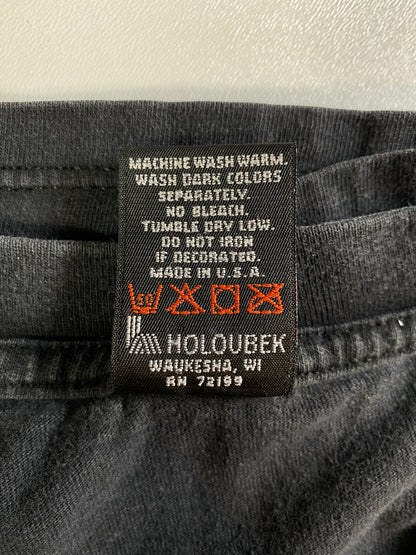 MACHINE WASH WARM.
WASH DARK COLORS
SEPARATELY.
NO BLEACH.
TUMBLE DRY LOW.
DO NOT IRON
IF DECORATED.
MADE IN U.S.A.
50
HOLOUBEK
WAUKESHA, WI
RN 72199